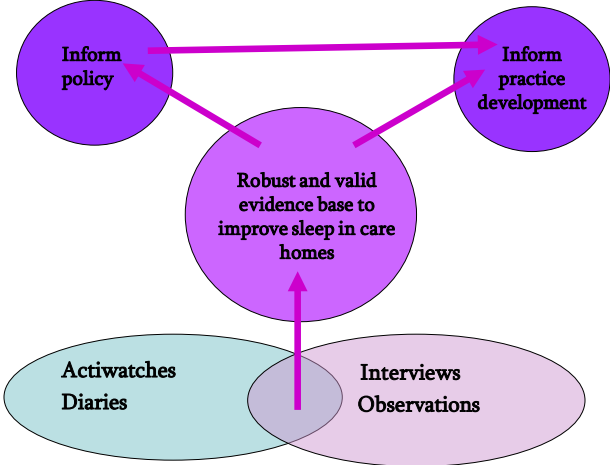 Inform
policy
Inform
practice
development
Robust and valid
evidence base to
improve sleep in care
homes
Actiwatches
Diaries
Interviews
Observations